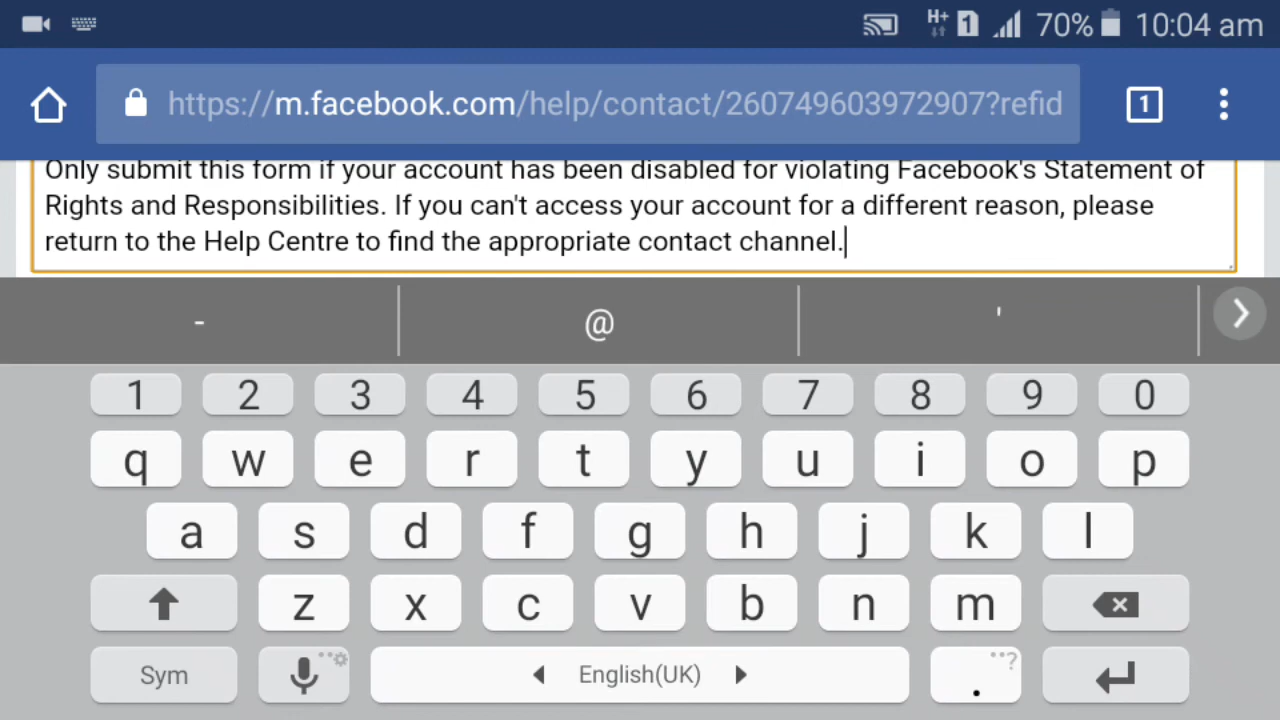 H+ 1 70% 10:04 am
https://m.facebook.com/help/contact/260749603972907?refid 1
Only submit this form if your account has been disabled for violating Facebook's Statement of
Rights and Responsibilities. If you can't access your account for a different reason, please
return to the Help Centre to find the appropriate contact channel.
- @ '
1 2 3 4 5 6 7 8 9 0
q w e r t y u i o p
a s d f g h j k l
z x c v b n m
Sym English(UK) . ?